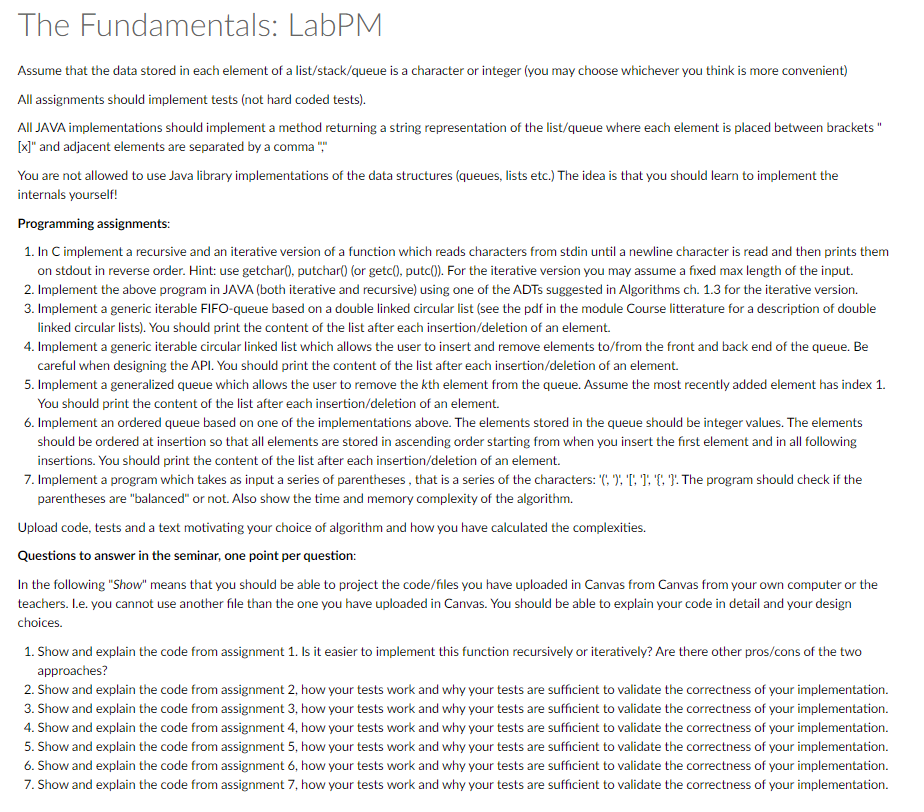 The Fundamentals: LabPM
Assume that the data stored in each element of a list/stack/queue is a character or integer (you may choose whichever you think is more convenient)
All assignments should implement tests (not hard coded tests).
All JAVA implementations should implement a method returning a string representation of the list/queue where each element is placed between brackets "
[x]" and adjacent elements are separated by a comma ","
You are not allowed to use Java library implementations of the data structures (queues, lists etc.) The idea is that you should learn to implement the
internals yourself!
Programming assignments:
1. In C implement a recursive and an iterative version of a function which reads characters from stdin until a newline character is read and then prints them
on stdout in reverse order. Hint: use getchar(), putchar() (or getc(), putc()). For the iterative version you may assume a fixed max length of the input.
2. Implement the above program in JAVA (both iterative and recursive) using one of the ADTs suggested in Algorithms ch. 1.3 for the iterative version.
3. Implement a generic iterable FIFO-queue based on a double linked circular list (see the pdf in the module Course litterature for a description of double
linked circular lists). You should print the content of the list after each insertion/deletion of an element.
4. Implement a generic iterable circular linked list which allows the user to insert and remove elements to/from the front and back end of the queue. Be
careful when designing the API. You should print the content of the list after each insertion/deletion of an element.
5. Implement a generalized queue which allows the user to remove the kth element from the queue. Assume the most recently added element has index 1.
You should print the content of the list after each insertion/deletion of an element.
6. Implement an ordered queue based on one of the implementations above. The elements stored in the queue should be integer values. The elements
should be ordered at insertion so that all elements are stored in ascending order starting from when you insert the first element and in all following
insertions. You should print the content of the list after each insertion/deletion of an element.
7. Implement a program which takes as input a series of parentheses , that is a series of the characters: '(', ')', '[', ']', '{', '}'. The program should check if the
parentheses are "balanced" or not. Also show the time and memory complexity of the algorithm.
Upload code, tests and a text motivating your choice of algorithm and how you have calculated the complexities.
Questions to answer in the seminar, one point per question:
In the following "Show" means that you should be able to project the code/files you have uploaded in Canvas from Canvas from your own computer or the
teachers. I.e. you cannot use another file than the one you have uploaded in Canvas. You should be able to explain your code in detail and your design
choices.
1. Show and explain the code from assignment 1. Is it easier to implement this function recursively or iteratively? Are there other pros/cons of the two
approaches?
2. Show and explain the code from assignment 2, how your tests work and why your tests are sufficient to validate the correctness of your implementation.
3. Show and explain the code from assignment 3, how your tests work and why your tests are sufficient to validate the correctness of your implementation.
4. Show and explain the code from assignment 4, how your tests work and why your tests are sufficient to validate the correctness of your implementation.
5. Show and explain the code from assignment 5, how your tests work and why your tests are sufficient to validate the correctness of your implementation.
6. Show and explain the code from assignment 6, how your tests work and why your tests are sufficient to validate the correctness of your implementation.
7. Show and explain the code from assignment 7, how your tests work and why your tests are sufficient to validate the correctness of your implementation.